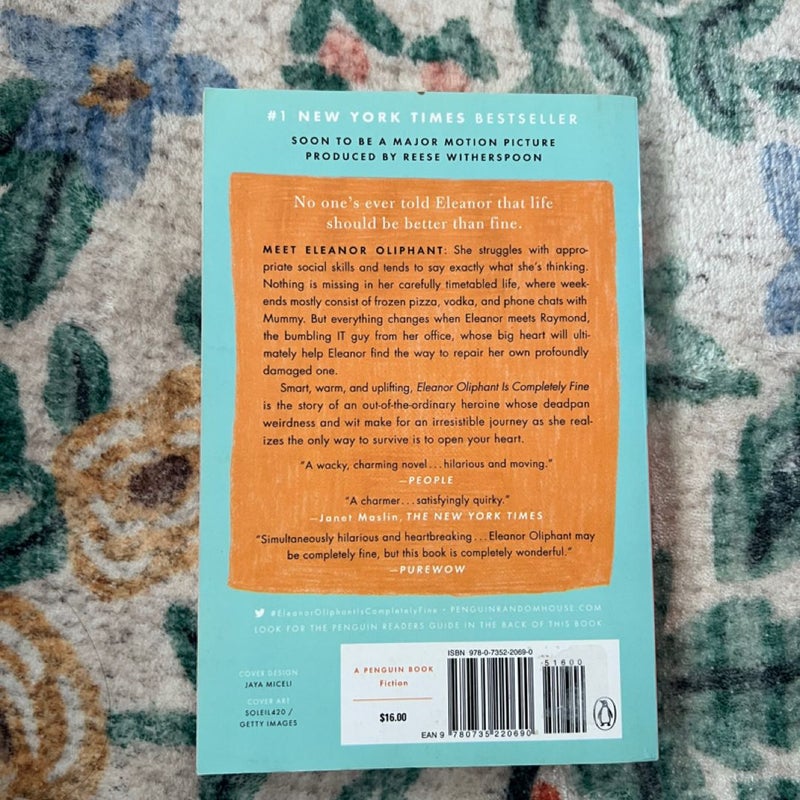 #1 NEW YORK TIMES BESTSELLER
SOON TO BE A MAJOR MOTION PICTURE
PRODUCED BY REESE WITHERSPOON
No one's ever told Eleanor that life
should be better than fine.
MEET ELEANOR OLIPHANT: She struggles with appro-
priate social skills and tends to say exactly what she's thinking.
Nothing is missing in her carefully timetabled life, where week-
ends mostly consist of frozen pizza, vodka, and phone chats with
Mummy. But everything changes when Eleanor meets Raymond,
the bumbling IT guy from her office, whose big heart will ulti-
mately help Eleanor find the way to repair her own profoundly
damaged one.
Smart, warm, and uplifting, Eleanor Oliphant Is Completely Fine
is the story of an out-of-the-ordinary heroine whose deadpan
weirdness and wit make for an irresistible journey as she real-
izes the only way to survive is to open your heart.
"A wacky, charming novel . . . hilarious and moving."
—PEOPLE
"A charmer . . . satisfyingly quirky."
—Janet Maslin, THE NEW YORK TIMES
"Simultaneously hilarious and heartbreaking . . . Eleanor Oliphant may
be completely fine, but this book is completely wonderful."
—PUREWOW
#EleanorOliphantIsCompletelyFine • PENGUINRANDOMHOUSE.COM
LOOK FOR THE PENGUIN READERS GUIDE IN THE BACK OF THIS BOOK
COVER DESIGN
JAYA MICELI
COVER ART
SOLEIL420 /
GETTY IMAGES
A PENGUIN BOOK
Fiction
$16.00
ISBN 978-0-7352-2069-0
51600
EAN 9 780735 220690